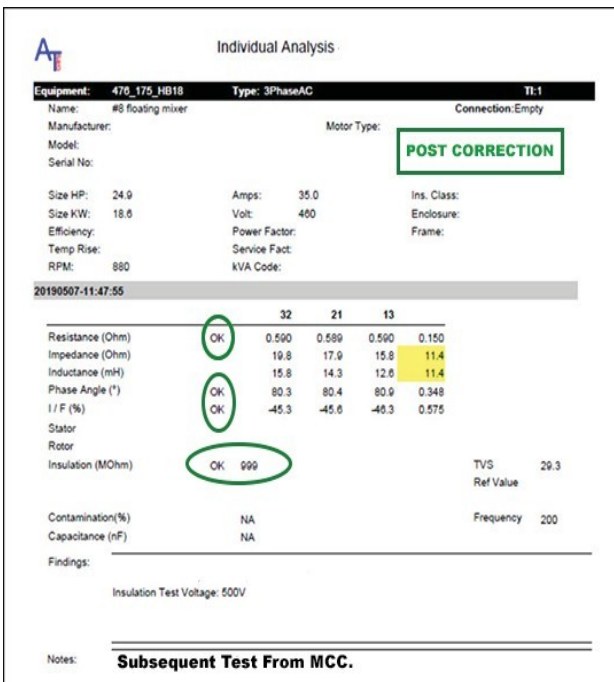 AT
Individual Analysis
Equipment: 476_175_HB18 Type: 3PhaseAC TI:1
Name: #8 floating mixer Connection:Empty
Manufacturer: Motor Type:
Model:
POST CORRECTION
Serial No:
Size HP: 24.9 Amps: 35.0 Ins. Class:
Size KW: 18.6 Volt: 460 Enclosure:
Efficiency: Power Factor: Frame:
Temp Rise: Service Fact:
RPM: 880 kVA Code:
20190507-11:47:55
32 21 13
Resistance (Ohm) OK 0.590 0.589 0.590 0.150
Impedance (Ohm) 19.8 17.9 15.8 11.4
Inductance (mH) 15.8 14.3 12.6 11.4
Phase Angle (°) OK 80.3 80.4 80.9 0.348
I / F (%) OK -45.3 -45.6 -46.3 0.575
Stator
Rotor
Insulation (MOhm) OK 999 TVS 29.3
Ref Value
Contamination(%) NA Frequency 200
Capacitance (nF) NA
Findings:
Insulation Test Voltage: 500V
Notes: Subsequent Test From MCC.